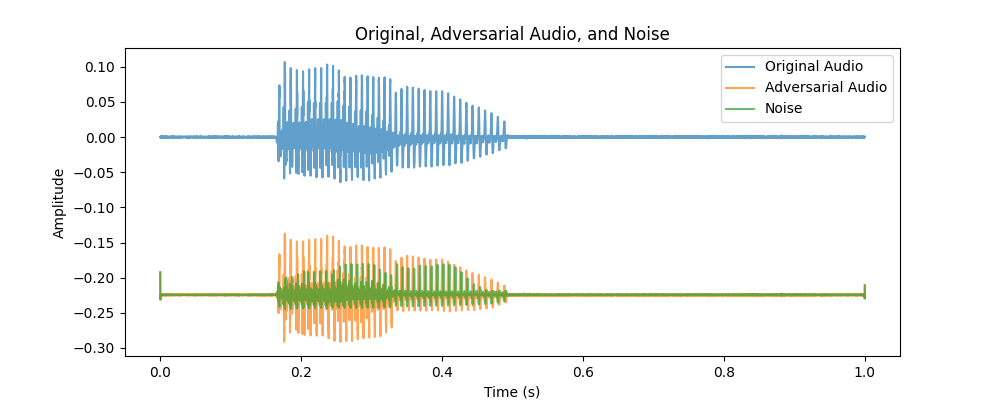 Original, Adversarial Audio, and Noise
Original Audio
Adversarial Audio
Noise
Amplitude
0.10
0.05
0.00
−0.05
−0.10
−0.15
−0.20
−0.25
−0.30
0.0 0.2 0.4 0.6 0.8 1.0
Time (s)